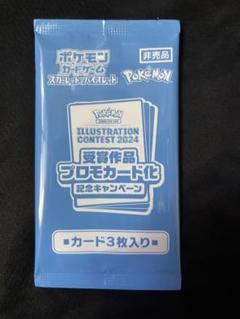 ポケモン
カードゲーム
スカーレット&バイオレット
非売品
POKÉMON
Pokémon
ILLUSTRATION
CONTEST 2024
受賞作品
プロモカード化
記念キャンペーン
■カード3枚入り■